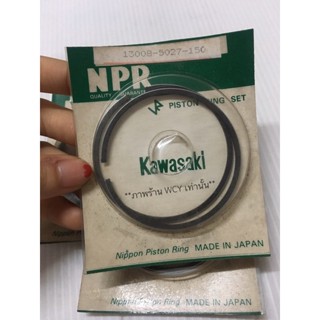 13008-5027-150
NPR
QUALITY GUARANTE
PISTON RING SET
Kawasaki
**ภาพร้าน WCY เท่านั้น**
Nippon Piston Ring MADE IN JAPAN
Nippon Piston Ring MADE IN JAPAN